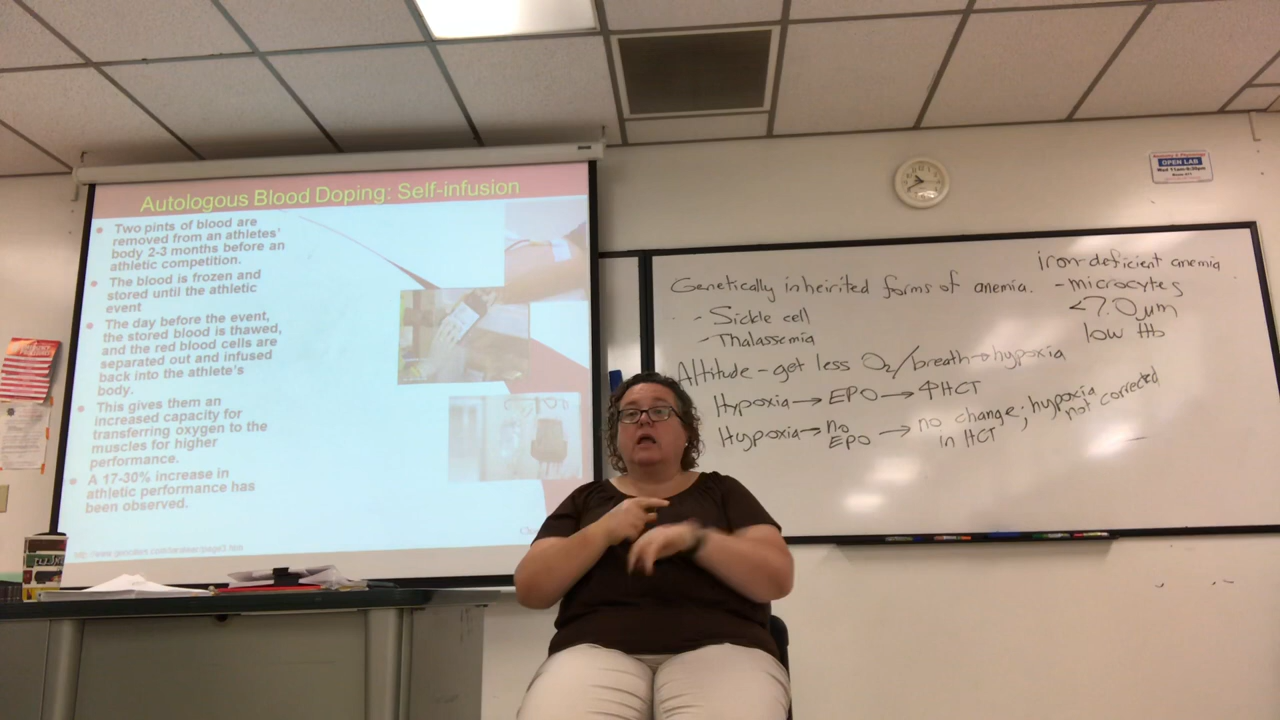 Autologous Blood Doping: Self-infusion
• Two pints of blood are
removed from an athletes'
body 2-3 months before an
athletic competition.
• The blood is frozen and
stored until the athletic
event
• The day before the event,
the stored blood is thawed,
and the red blood cells are
separated out and infused
back into the athlete's
body.
• This gives them an
increased capacity for
transferring oxygen to the
muscles for higher
performance.
• A 17-30% increase in
athletic performance has
been observed.
OPEN LAB
iron-deficient anemia
Genetically inheirited forms of anemia. - microcytes
- Sickle cell <7.0 μm
- Thalassemia low Hb
Altitude - get less O₂/breath→hypoxia
Hypoxia → EPO → ↑HCT
Hypoxia → no EPO → no change in HCT; hypoxia not corrected